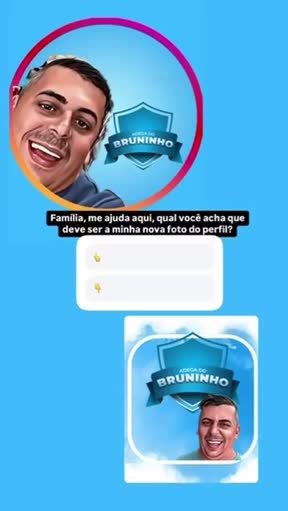 ADEGA DO
BRUNINHO
Família, me ajuda aqui, qual você acha que
deve ser a minha nova foto do perfil?
👆
👇
ADEGA DO
BRUNINHO